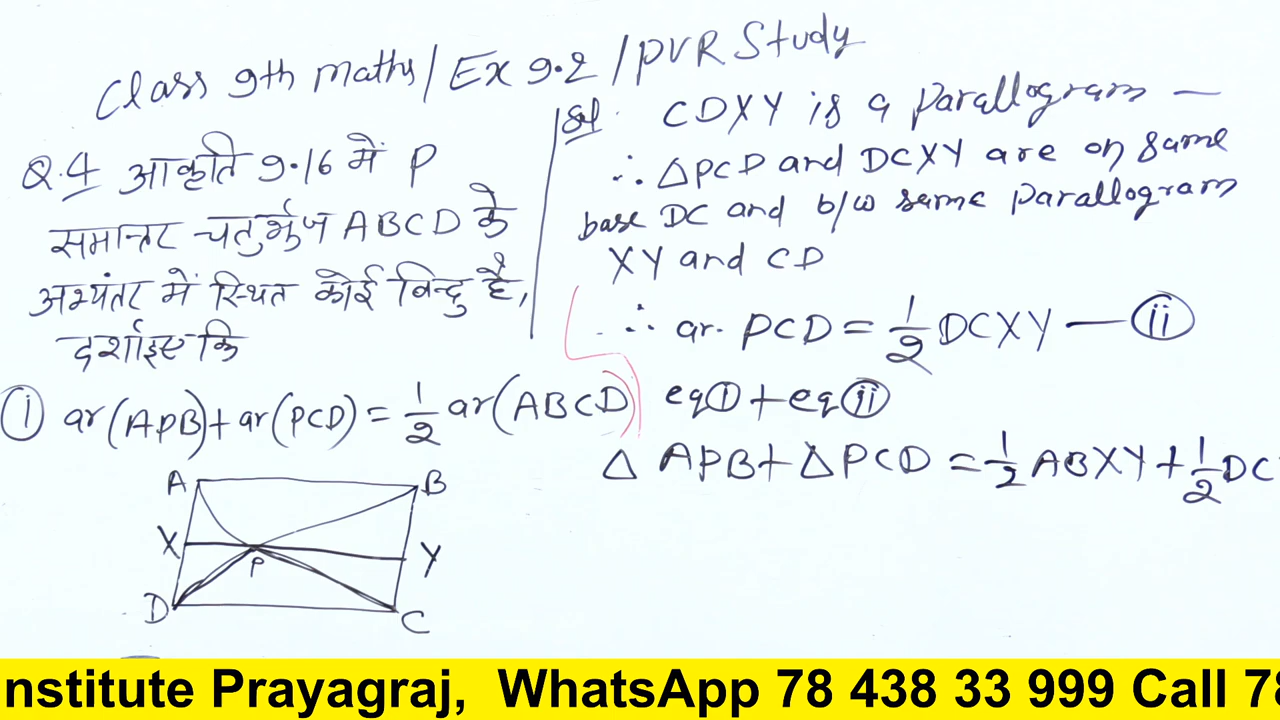 Class 9th maths/Ex 9.2/PVR Study
Q.4 आकृति 9.16 में P
समान्तर चतुर्भुज ABCD के
अभ्यंतर में स्थित कोई विन्दु है,
दर्शाइए कि
(i) ar(APB)+ar(PCD)=1/2 ar(ABCD)
A B
X Y
P
D C
Sol. CDXY is a Parallogram —
∴ △PCD and DCXY are on same
base DC and b/w same Parallogram
XY and CD
∴ ar. PCD = 1/2 DCXY — (ii)
eq(i) + eq(ii)
△ APB + △PCD = 1/2 ABXY + 1/2 DC
nstitute Prayagraj, WhatsApp 78 438 33 999 Call 78